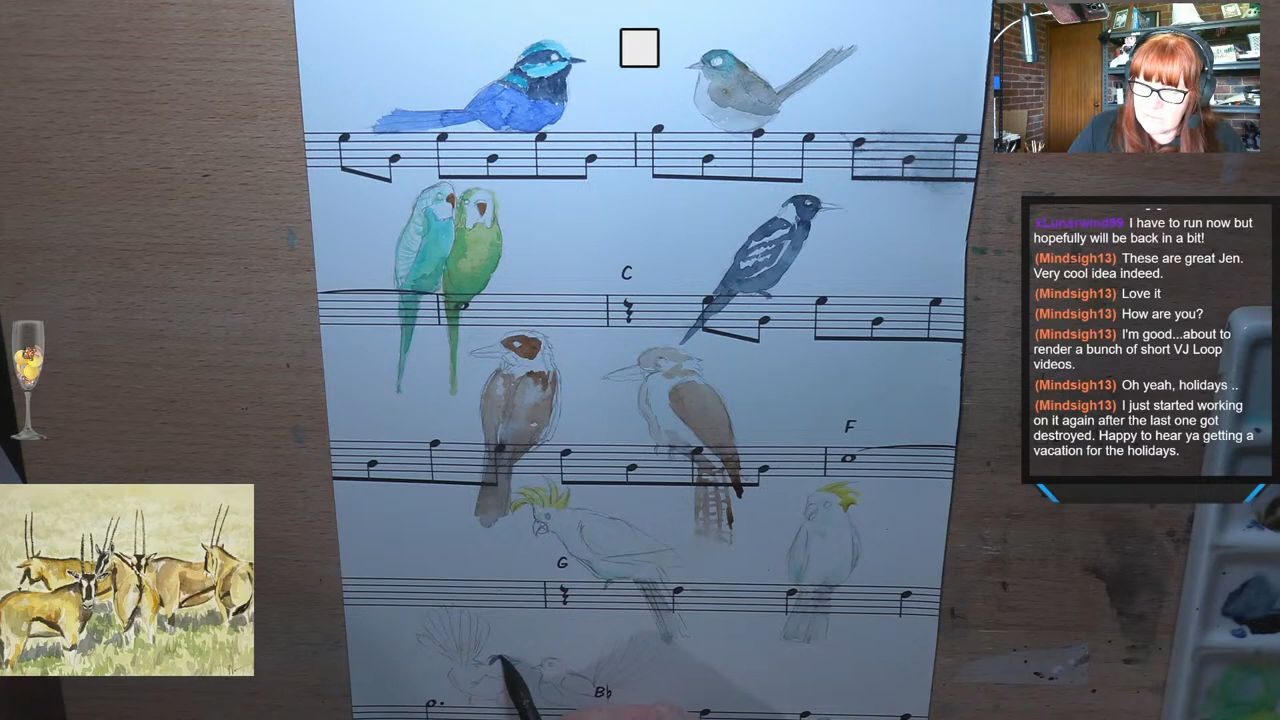 C
F
G
Bb
xLunarwind99 I have to run now but
hopefully will be back in a bit!
(Mindsigh13) These are great Jen.
Very cool idea indeed.
(Mindsigh13) Love it
(Mindsigh13) How are you?
(Mindsigh13) I'm good...about to
render a bunch of short VJ Loop
videos.
(Mindsigh13) Oh yeah, holidays ..
(Mindsigh13) I just started working
on it again after the last one got
destroyed. Happy to hear ya getting a
vacation for the holidays.